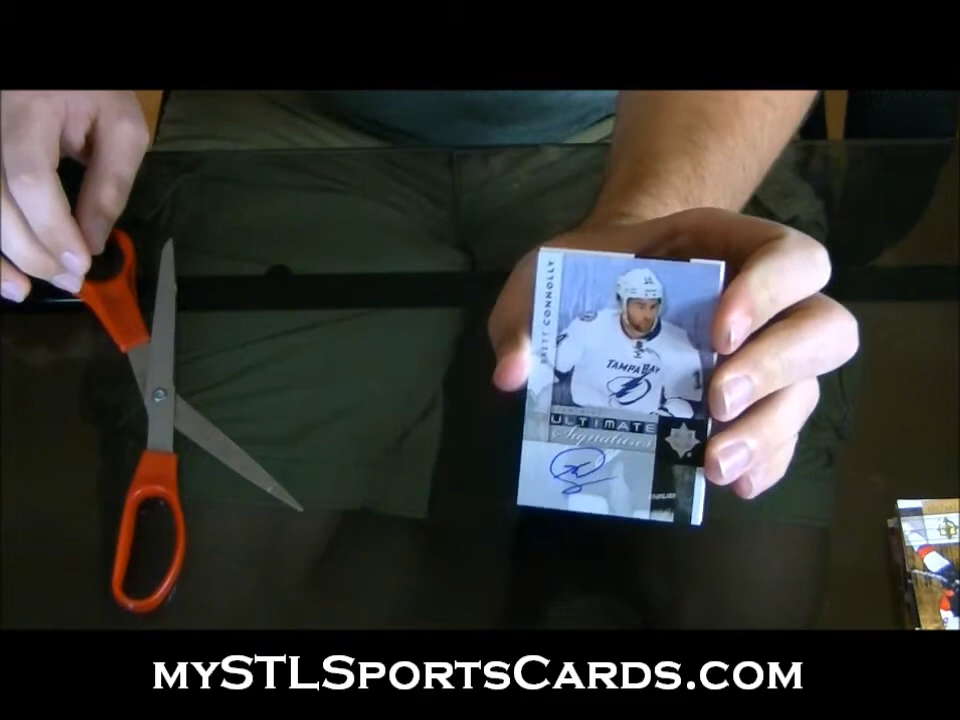 BRETT CONNOLLY
TAMPA BAY
ULTIMATE
Signatures
mySTLSportsCards.com